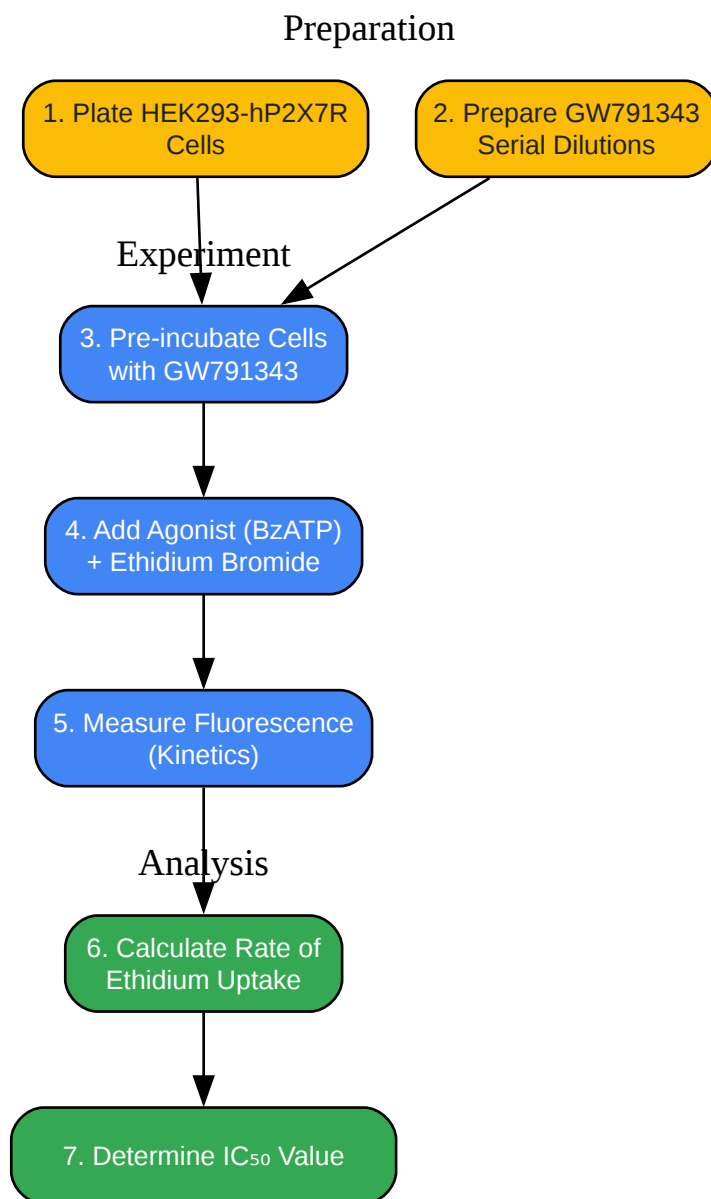 Preparation
1. Plate HEK293-hP2X7R
Cells
2. Prepare GW791343
Serial Dilutions
Experiment
3. Pre-incubate Cells
with GW791343
4. Add Agonist (BzATP)
+ Ethidium Bromide
5. Measure Fluorescence
(Kinetics)
Analysis
6. Calculate Rate of
Ethidium Uptake
7. Determine IC₅₀ Value